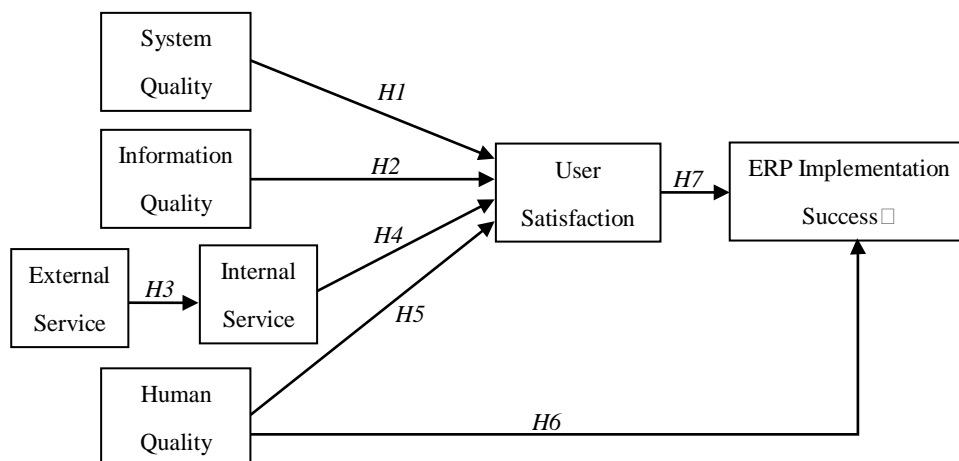 System
Quality
H1
Information
Quality
H2
User
Satisfaction
H7
ERP Implementation
Success□
H4
External
Service
H3
Internal
Service
H5
Human
Quality
H6